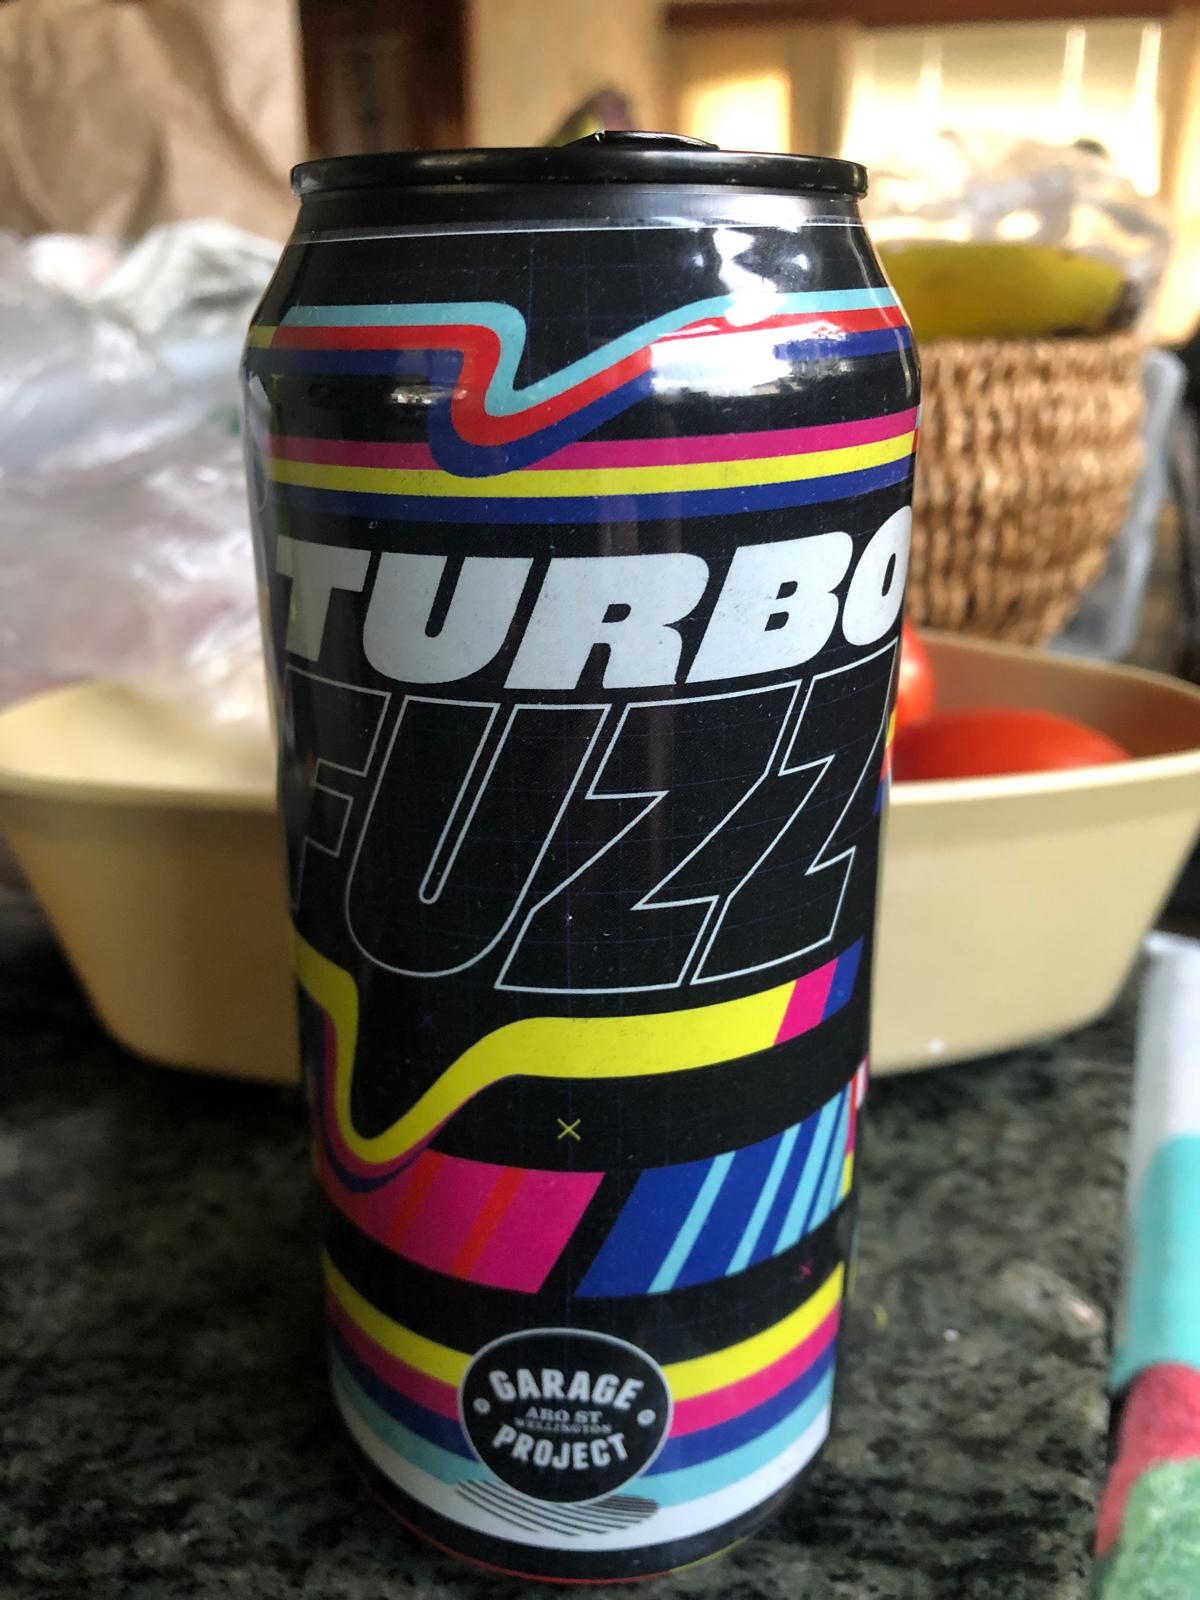 TURBO
FUZZ
GARAGE
ARO ST
WELLINGTON
PROJECT